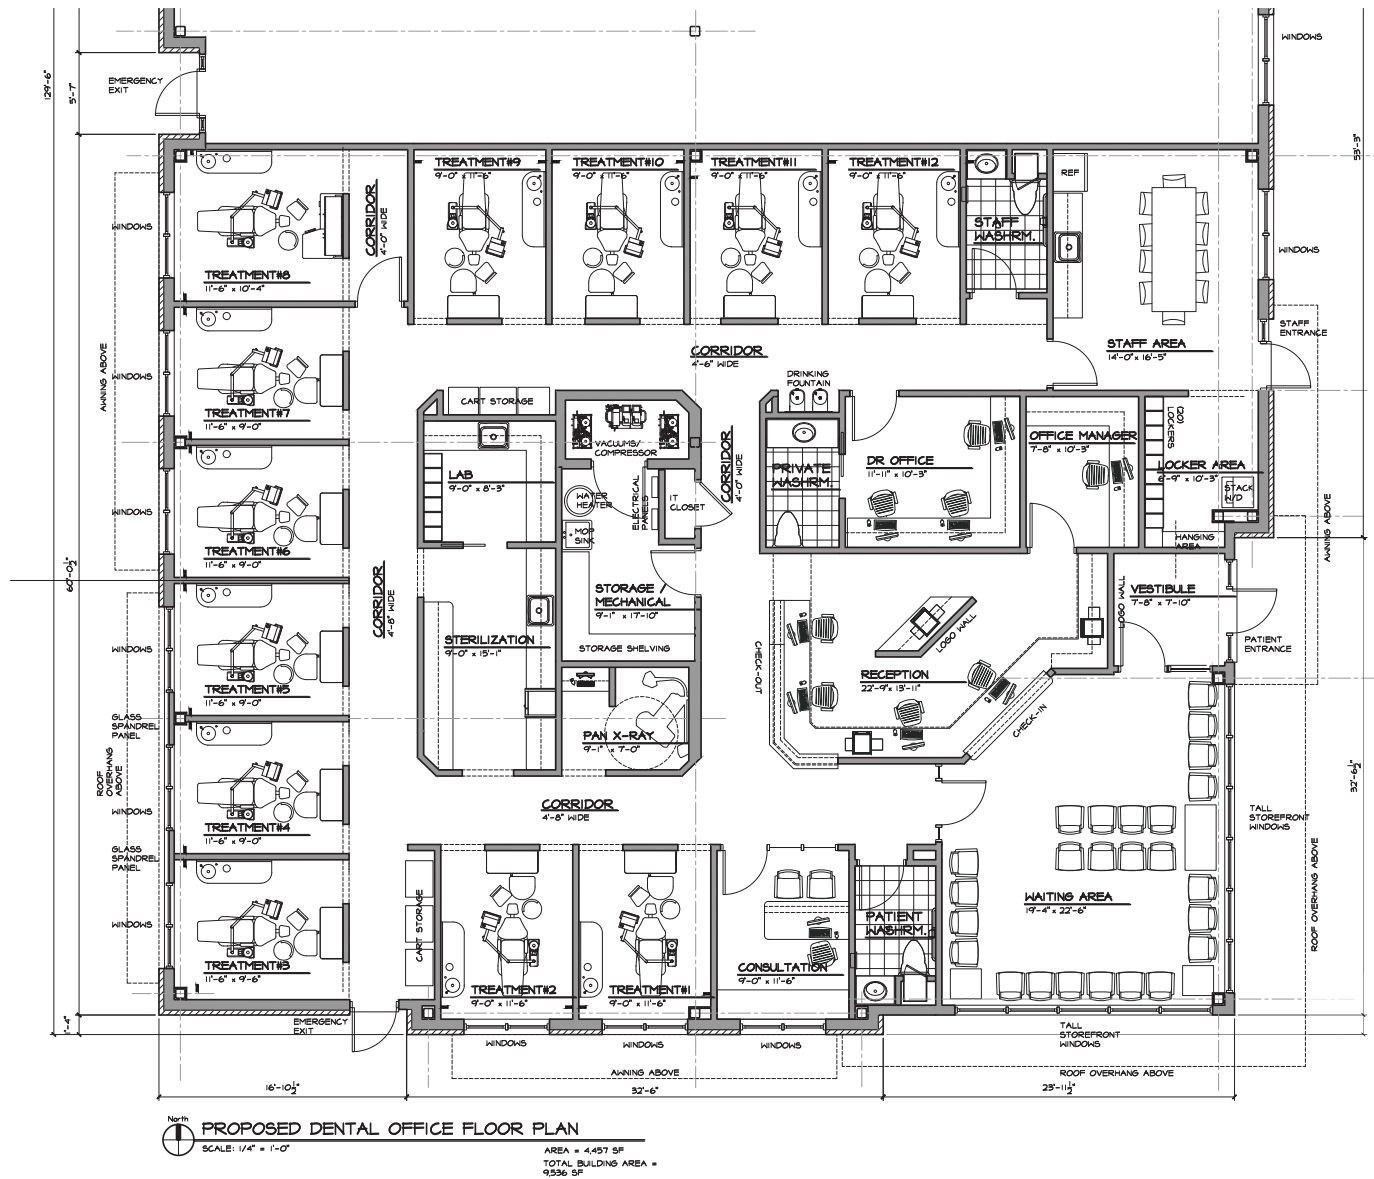 WINDOWS
129'-6"
5'-7"
EMERGENCY
EXIT
53'-3"
TREATMENT#9
9'-0" x 11'-6"
TREATMENT#10
9'-0" x 11'-6"
TREATMENT#11
9'-0" x 11'-6"
TREATMENT#12
9'-0" x 11'-6"
REF
CORRIDOR
4'-0" WIDE
STAFF
WASHRM.
WINDOWS
WINDOWS
TREATMENT#8
11'-6" x 10'-4"
STAFF
ENTRANCE
STAFF AREA
14'-0" x 16'-5"
CORRIDOR
4'-6" WIDE
AWNING ABOVE
WINDOWS
DRINKING
FOUNTAIN
CART STORAGE
TREATMENT#7
11'-6" x 9'-0"
(20)
LOCKERS
VACUUMS/
COMPRESSOR
CORRIDOR
4'-0" WIDE
OFFICE MANAGER
7'-8" x 10'-3"
DR OFFICE
11'-11" x 10'-3"
LOCKER AREA
6'-9" x 10'-3"
PRIVATE
WASHRM.
LAB
9'-0" x 8'-3"
STACK
W/D
WATER
HEATER
ELECTRICAL
PANELS
IT
CLOSET
WINDOWS
MOP
SINK
HANGING
AREA
AWNING ABOVE
TREATMENT#6
11'-6" x 9'-0"
60'-0 1/2"
CORRIDOR
4'-8" WIDE
STORAGE /
MECHANICAL
9'-1" x 17'-10"
LOGO WALL
VESTIBULE
7'-8" x 7'-10"
STERILIZATION
9'-0" x 15'-1"
STORAGE SHELVING
LOGO WALL
PATIENT
ENTRANCE
WINDOWS
CHECK-OUT
RECEPTION
22'-9" x 13'-11"
TREATMENT#5
11'-6" x 9'-0"
GLASS
SPANDREL
PANEL
CHECK-IN
PAN X-RAY
9'-1" x 7'-0"
ROOF
OVERHANG
ABOVE
32'-6 1/2"
CORRIDOR
4'-8" WIDE
WINDOWS
TALL
STOREFRONT
WINDOWS
TREATMENT#4
11'-6" x 9'-0"
GLASS
SPANDREL
PANEL
ROOF OVERHANG ABOVE
CART STORAGE
WAITING AREA
19'-4" x 22'-6"
WINDOWS
PATIENT
WASHRM.
TREATMENT#3
11'-6" x 9'-6"
CONSULTATION
9'-0" x 11'-6"
TREATMENT#2
9'-0" x 11'-6"
TREATMENT#1
9'-0" x 11'-6"
1'-4"
EMERGENCY
EXIT
WINDOWS
WINDOWS
WINDOWS
TALL
STOREFRONT
WINDOWS
AWNING ABOVE
ROOF OVERHANG ABOVE
16'-10 1/2"
32'-6"
23'-11 1/2"
North
PROPOSED DENTAL OFFICE FLOOR PLAN
SCALE: 1/4" = 1'-0"
AREA = 4,457 SF
TOTAL BUILDING AREA =
9,536 SF